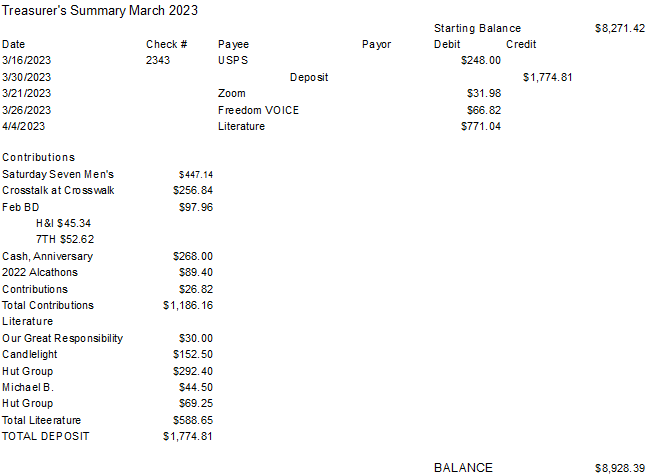 Treasurer's Summary March 2023
Starting Balance $8,271.42
Date Check # Payee Payor Debit Credit
3/16/2023 2343 USPS $248.00
3/30/2023 Deposit $1,774.81
3/21/2023 Zoom $31.98
3/26/2023 Freedom VOICE $66.82
4/4/2023 Literature $771.04
Contributions
Saturday Seven Men's $447.14
Crosstalk at Crosswalk $256.84
Feb BD $97.96
H&I $45.34
7TH $52.62
Cash, Anniversary $268.00
2022 Alcathons $89.40
Contributions $26.82
Total Contributions $1,186.16
Literature
Our Great Responsibility $30.00
Candlelight $152.50
Hut Group $292.40
Michael B. $44.50
Hut Group $69.25
Total Liteerature $588.65
TOTAL DEPOSIT $1,774.81
BALANCE $8,928.39